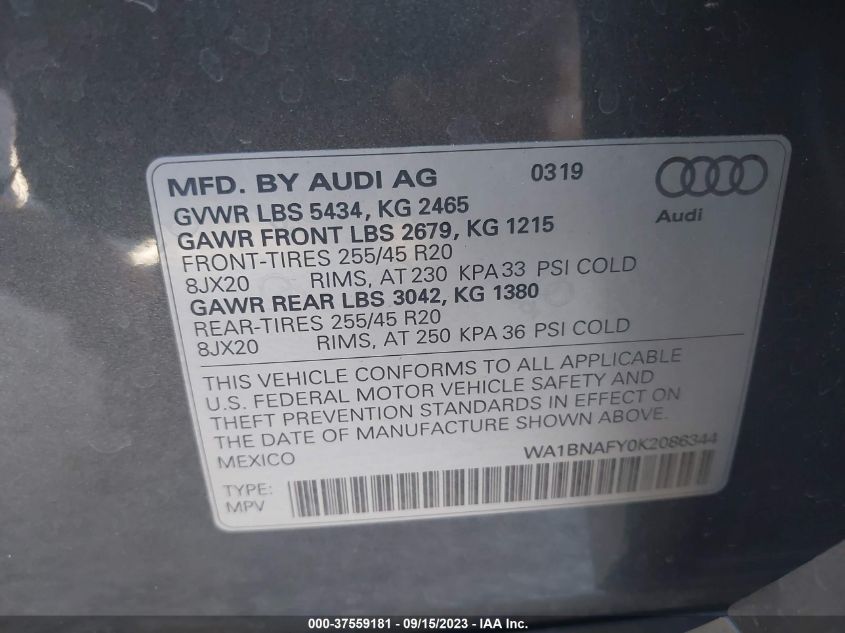 MFD. BY AUDI AG 0319
Audi
GVWR LBS 5434, KG 2465
GAWR FRONT LBS 2679, KG 1215
FRONT-TIRES 255/45 R20
8JX20 RIMS, AT 230 KPA 33 PSI COLD
GAWR REAR LBS 3042, KG 1380
REAR-TIRES 255/45 R20
8JX20 RIMS, AT 250 KPA 36 PSI COLD
THIS VEHICLE CONFORMS TO ALL APPLICABLE
U.S. FEDERAL MOTOR VEHICLE SAFETY AND
THEFT PREVENTION STANDARDS IN EFFECT ON
THE DATE OF MANUFACTURE SHOWN ABOVE.
MEXICO WA1BNAFY0K2086344
TYPE:
MPV
000-37559181 - 09/15/2023 - IAA Inc.